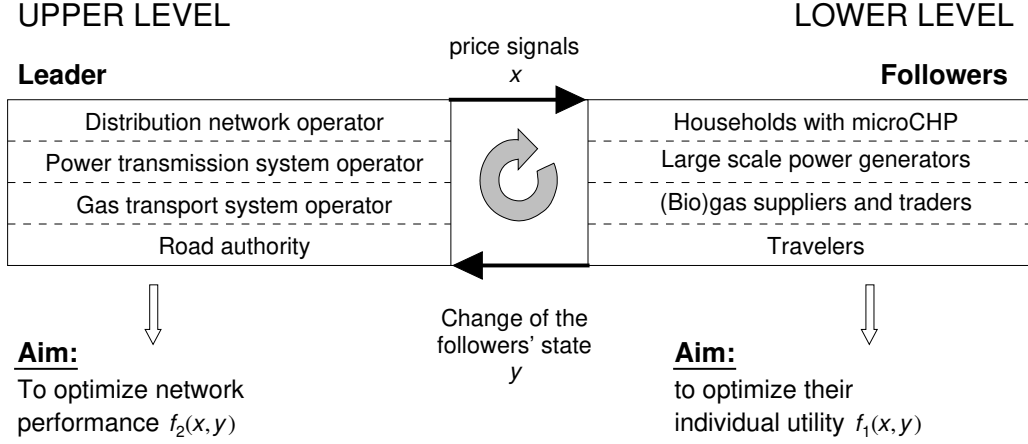 UPPER LEVEL
LOWER LEVEL
price signals
x
Leader
Followers
Distribution network operator
Households with microCHP
Power transmission system operator
Large scale power generators
Gas transport system operator
(Bio)gas suppliers and traders
Road authority
Travelers
Change of the
followers' state
y
Aim:
To optimize network
performance f₂(x,y)
Aim:
to optimize their
individual utility f₁(x,y)